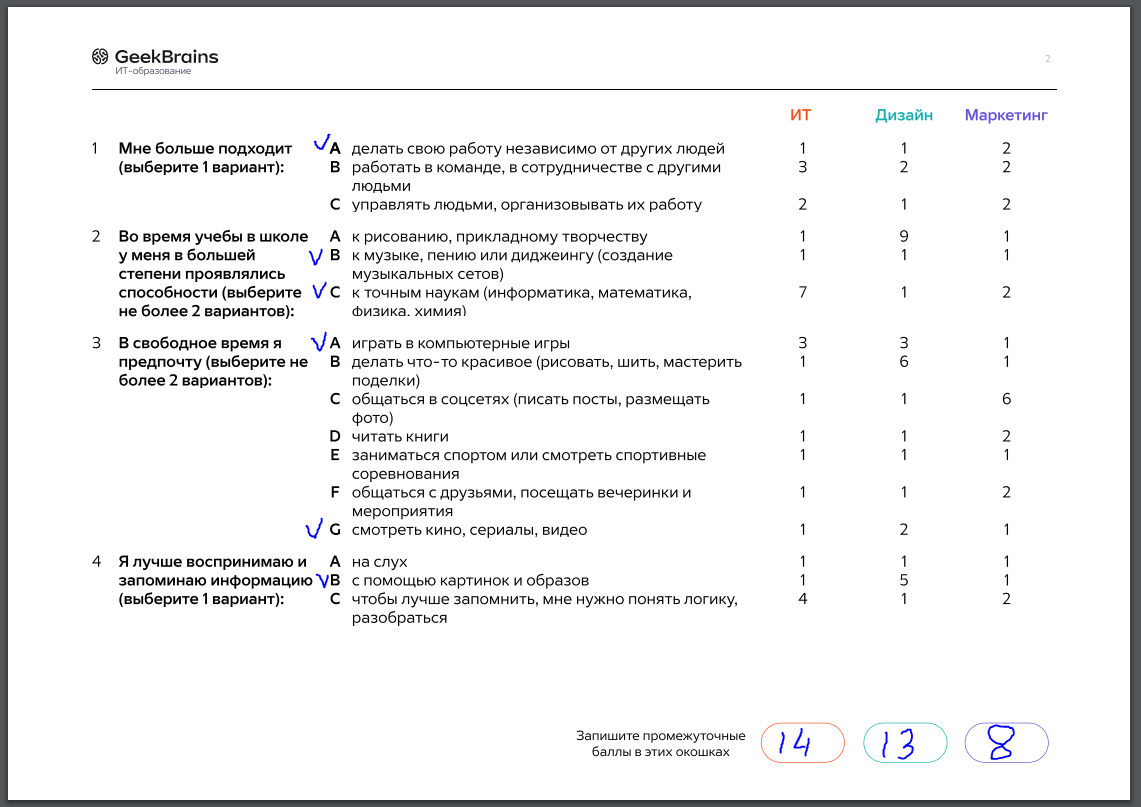 GeekBrains
ИТ-образование
2
ИТ Дизайн Маркетинг
1 Мне больше подходит (выберите 1 вариант):
A делать свою работу независимо от других людей 1 1 2
B работать в команде, в сотрудничестве с другими 3 2 2
людьми
C управлять людьми, организовывать их работу 2 1 2
2 Во время учебы в школе у меня в большей степени проявлялись способности (выберите не более 2 вариантов):
A к рисованию, прикладному творчеству 1 9 1
B к музыке, пению или диджеингу (создание 1 1 1
музыкальных сетов)
C к точным наукам (информатика, математика, 7 1 2
физика, химия)
3 В свободное время я предпочту (выберите не более 2 вариантов):
A играть в компьютерные игры 3 3 1
B делать что-то красивое (рисовать, шить, мастерить 1 6 1
поделки)
C общаться в соцсетях (писать посты, размещать 1 1 6
фото)
D читать книги 1 1 2
E заниматься спортом или смотреть спортивные 1 1 1
соревнования
F общаться с друзьями, посещать вечеринки и 1 1 2
мероприятия
G смотреть кино, сериалы, видео 1 2 1
4 Я лучше воспринимаю и запоминаю информацию (выберите 1 вариант):
A на слух 1 1 1
B с помощью картинок и образов 1 5 1
C чтобы лучше запомнить, мне нужно понять логику, 4 1 2
разобраться
Запишите промежуточные
баллы в этих окошках
14 13 8